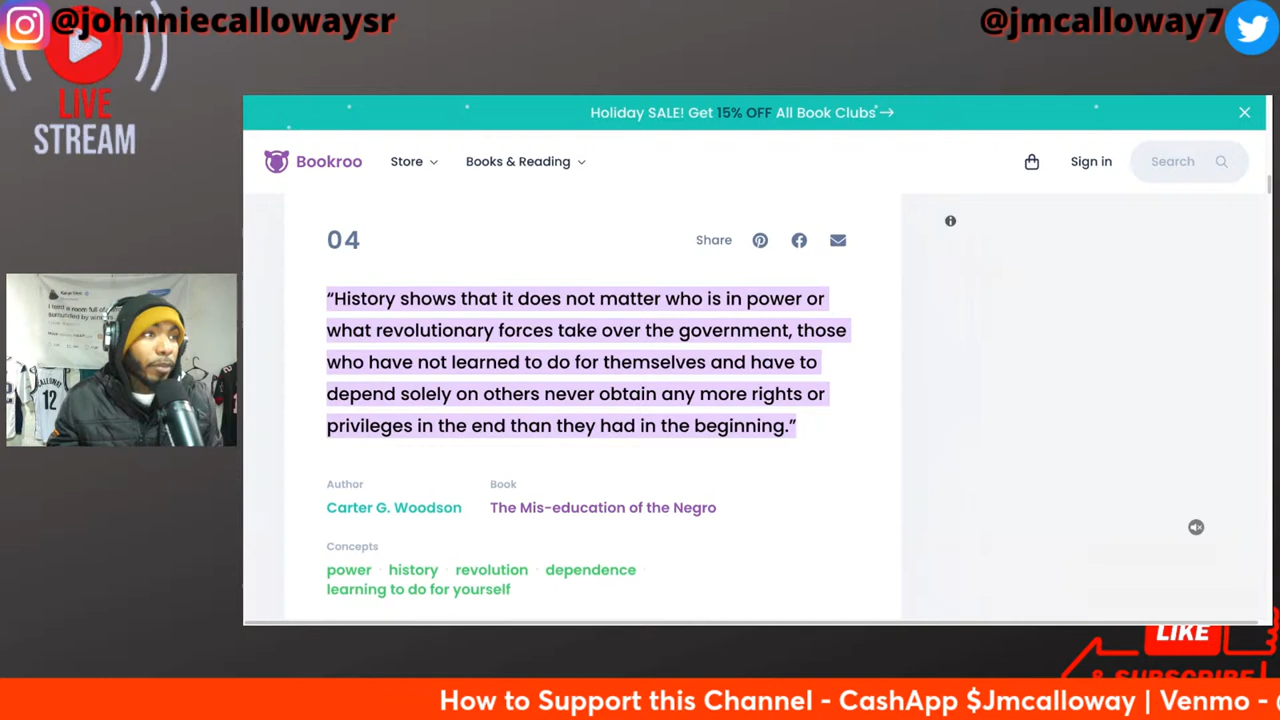 @johnniecallowaysr
@jmcalloway7
LIVE
STREAM
Holiday SALE! Get 15% OFF All Book Clubs →
Bookroo
Store
Books & Reading
Sign in
Search
04
Share
“History shows that it does not matter who is in power or
what revolutionary forces take over the government, those
who have not learned to do for themselves and have to
depend solely on others never obtain any more rights or
privileges in the end than they had in the beginning.”
Author
Book
Carter G. Woodson
The Mis-education of the Negro
Concepts
power · history · revolution · dependence ·
learning to do for yourself
12
LIKE
& SUBSCRIBE
How to Support this Channel - CashApp $Jmcalloway | Venmo -